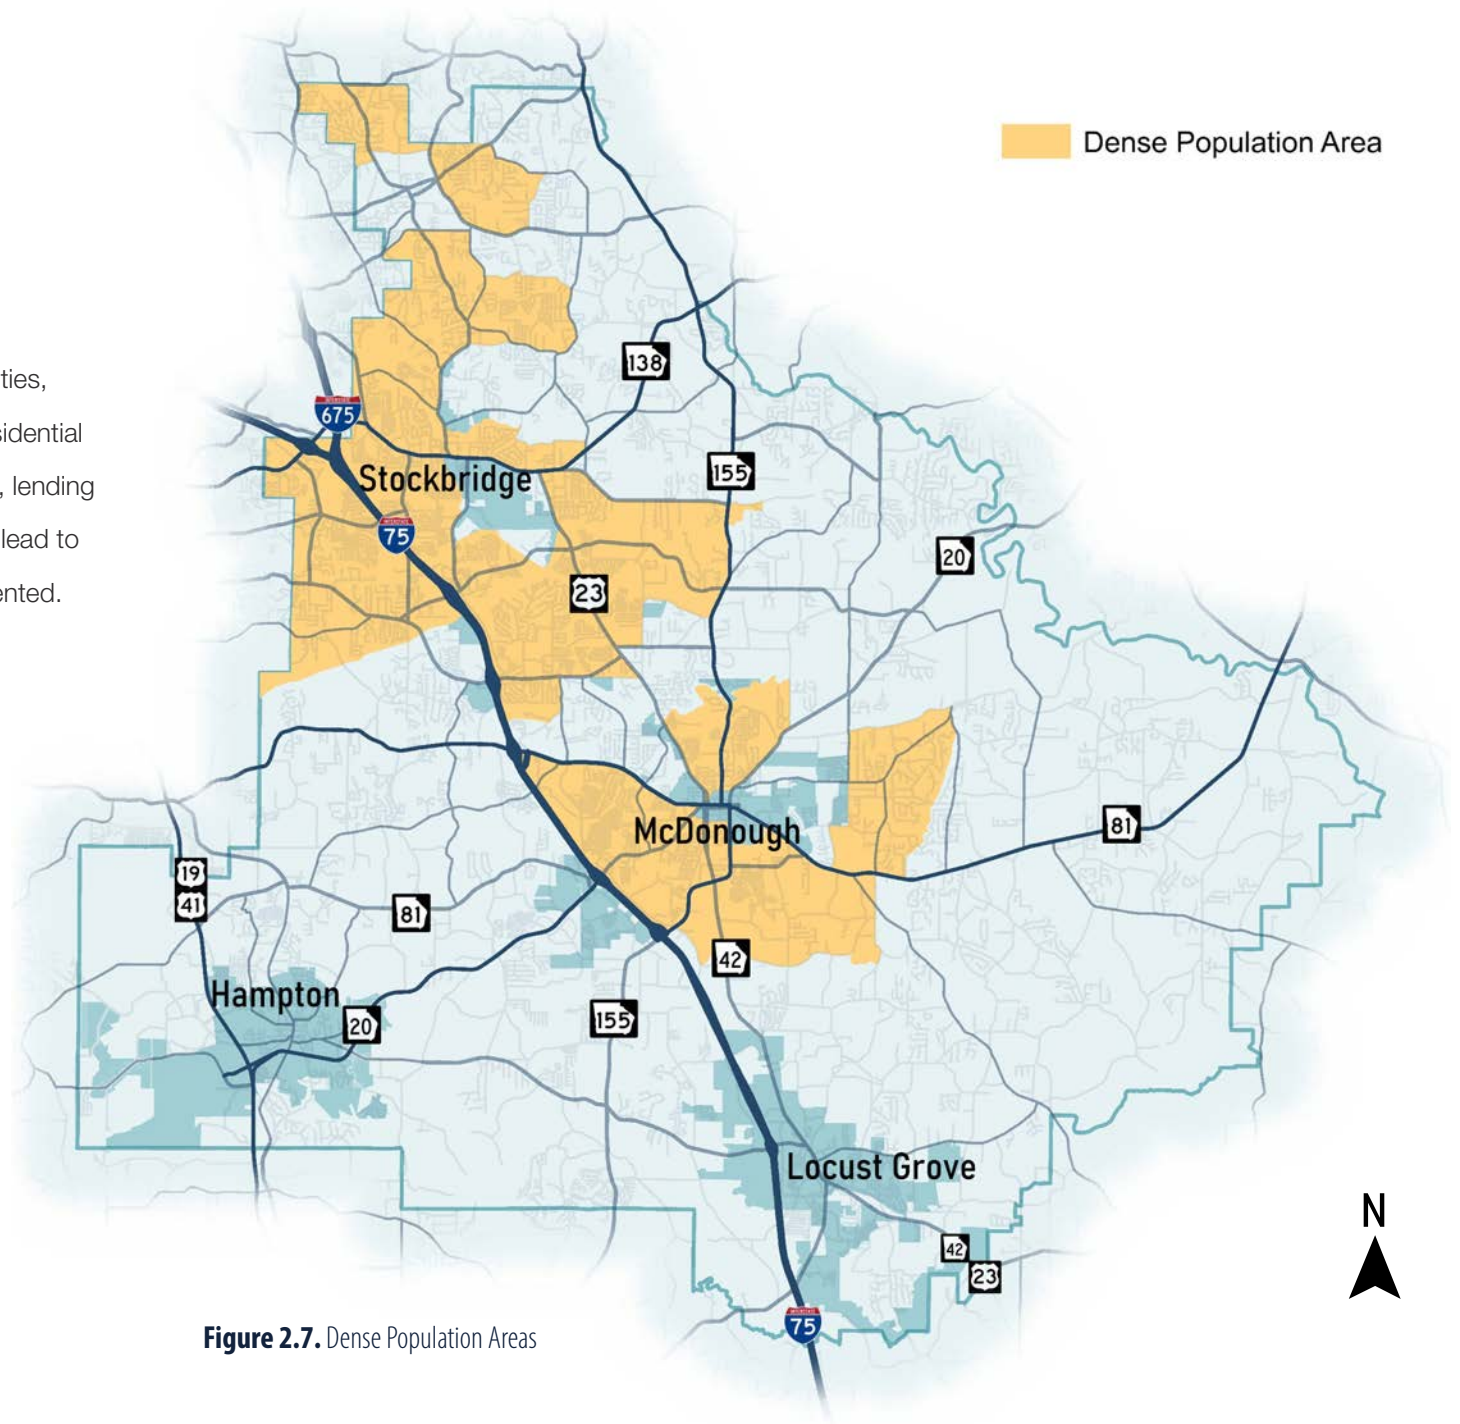 Dense Population Area
138
ties,
675
sidential
Stockbridge
155
, lending
75
lead to
20
23
ented.
McDonough
81
19
41
81
42
Hampton
155
20
Locust Grove
N
42
23
75
Figure 2.7. Dense Population Areas